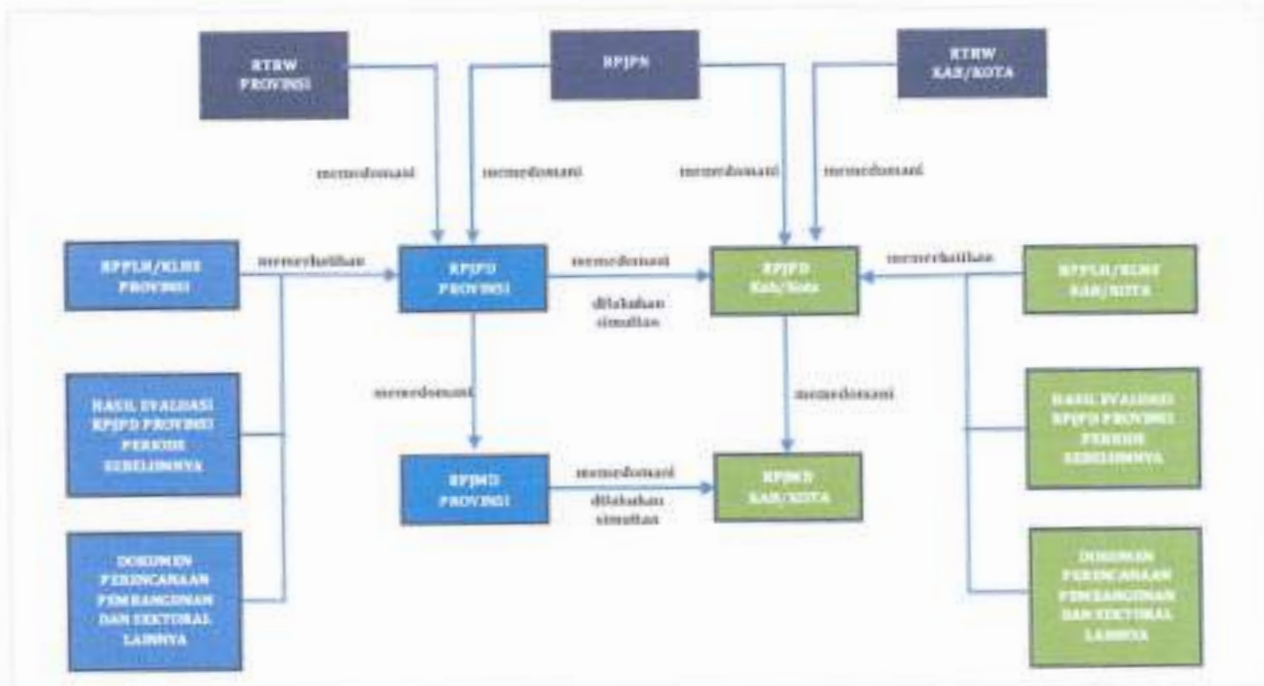 RTRW
PROVINSI
RPJPN
RTRW
KAB/KOTA
memedomani
memedomani
memedomani
memedomani
RPPLH/KLHS
PROVINSI
memerhatikan
RPJPD
PROVINSI
memedomani
dilakukan
simultan
RPJPD
Kab/Kota
memerhatikan
RPPLH/KLHS
KAB/KOTA
HASIL EVALUASI
RPJPD PROVINSI
PERIODE
SEBELUMNYA
memedomani
memedomani
HASIL EVALUASI
RPJPD PROVINSI
PERIODE
SEBELUMNYA
RPJMD
PROVINSI
memedomani
dilakukan
simultan
RPJMD
KAB/KOTA
DOKUMEN
PERENCANAAN
PEMBANGUNAN
DAN SEKTORAL
LAINNYA
DOKUMEN
PERENCANAAN
PEMBANGUNAN
DAN SEKTORAL
LAINNYA